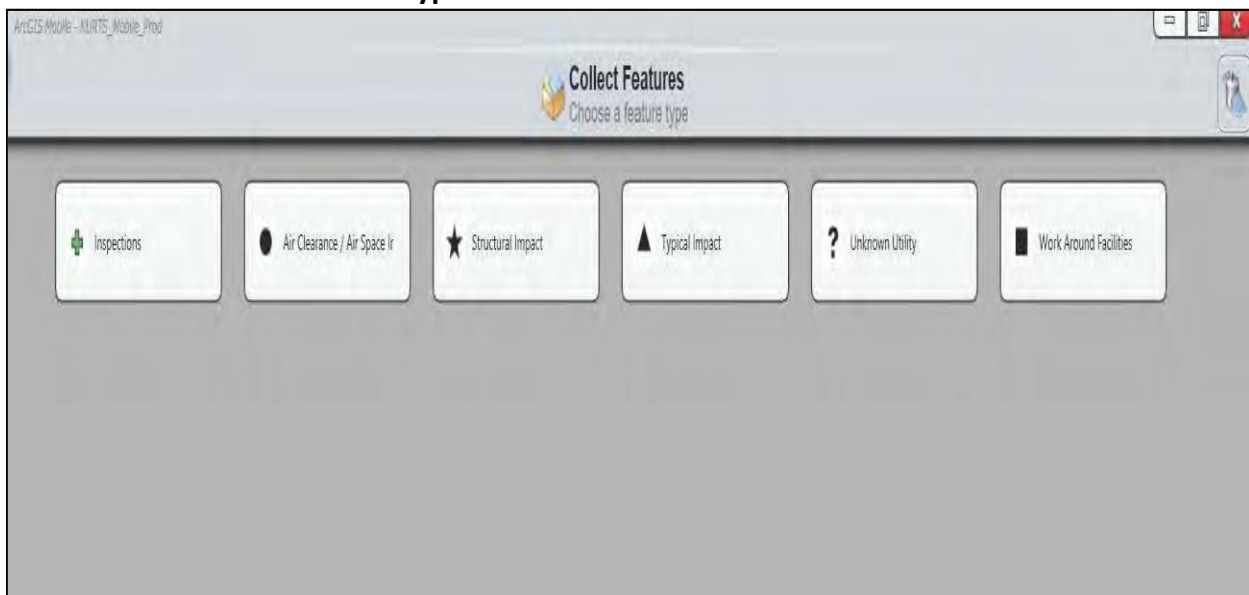 ArcGIS Mobile - KURTS_Mobile_Prod
Collect Features
Choose a feature type
Inspections
Air Clearance / Air Space Ir
Structural Impact
Typical Impact
? Unknown Utility
Work Around Facilities